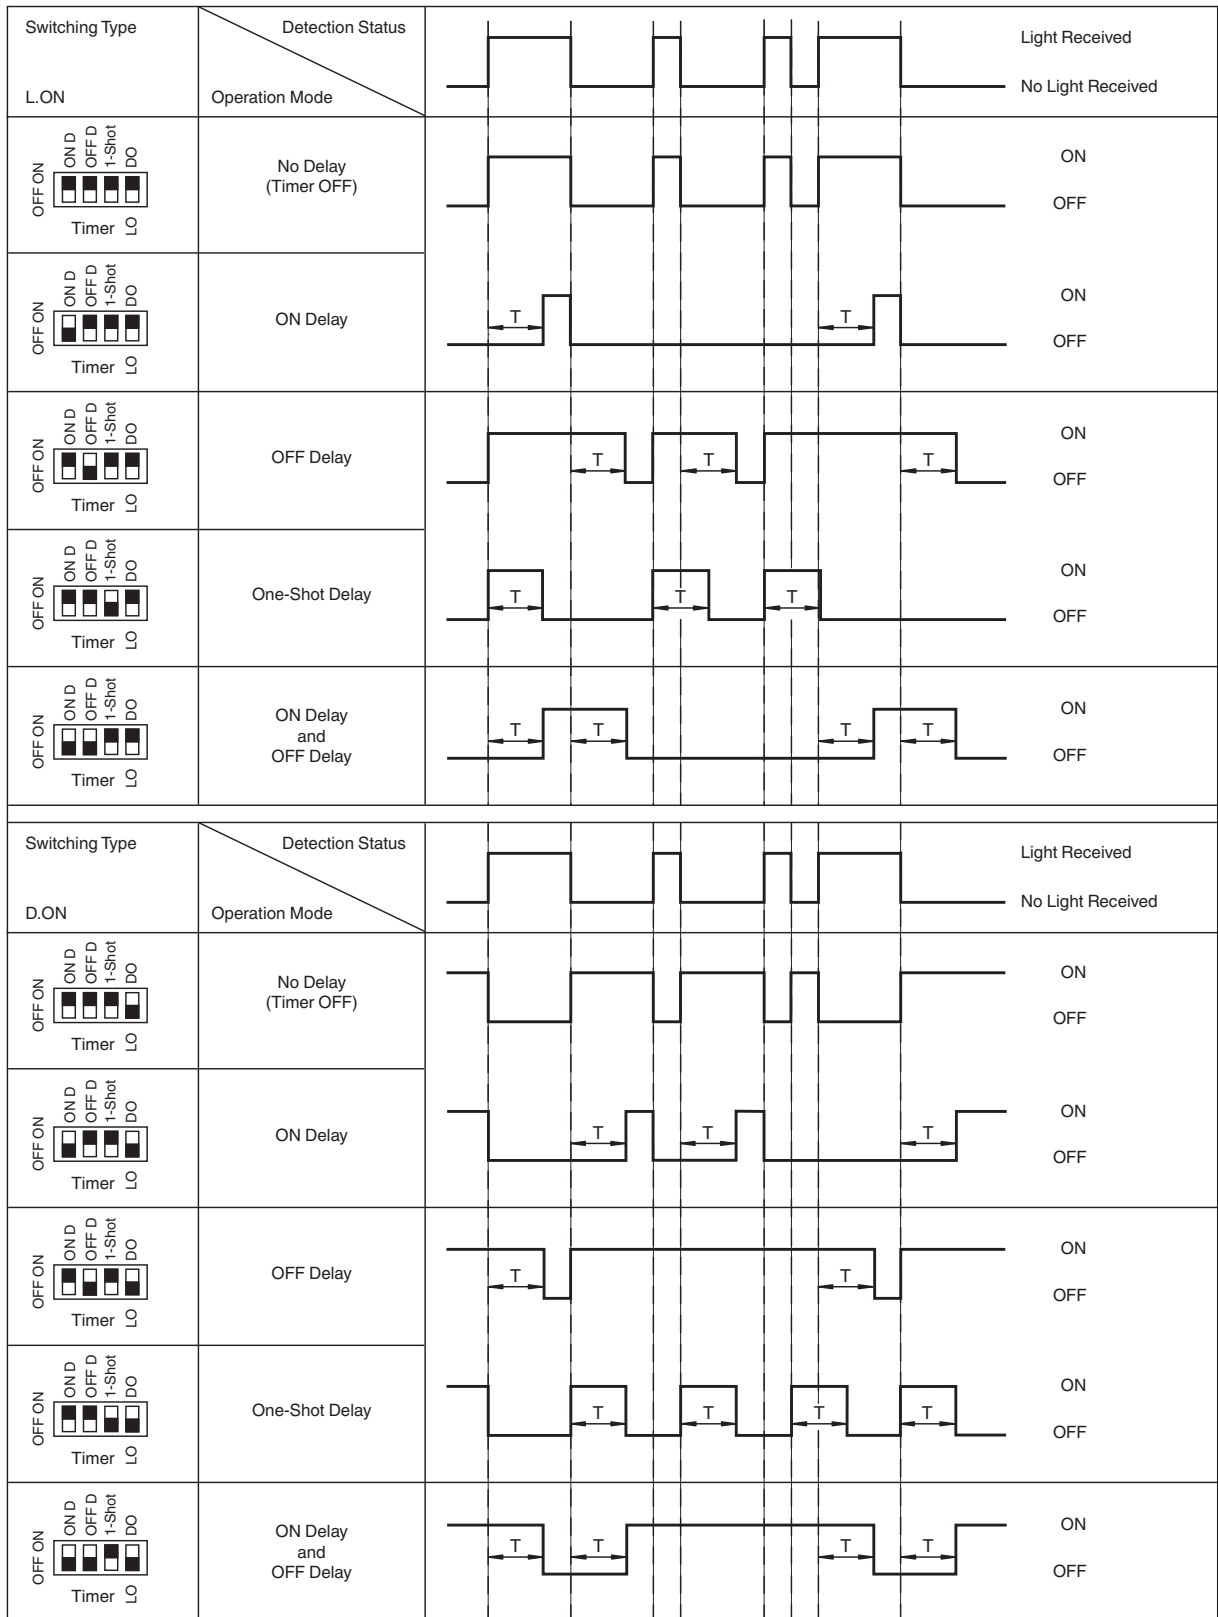 Switching Type
Detection Status
L.ON
Operation Mode
Light Received
No Light Received
OFF ON
ON D
OFF D
1-Shot
DO
Timer
LO
No Delay
(Timer OFF)
ON
OFF
OFF ON
ON D
OFF D
1-Shot
DO
Timer
LO
ON Delay
T
T
ON
OFF
OFF ON
ON D
OFF D
1-Shot
DO
Timer
LO
OFF Delay
T
T
T
ON
OFF
OFF ON
ON D
OFF D
1-Shot
DO
Timer
LO
One-Shot Delay
T
T
T
ON
OFF
OFF ON
ON D
OFF D
1-Shot
DO
Timer
LO
ON Delay
and
OFF Delay
T
T
T
T
ON
OFF
Switching Type
Detection Status
D.ON
Operation Mode
Light Received
No Light Received
OFF ON
ON D
OFF D
1-Shot
DO
Timer
LO
No Delay
(Timer OFF)
ON
OFF
OFF ON
ON D
OFF D
1-Shot
DO
Timer
LO
ON Delay
T
T
T
ON
OFF
OFF ON
ON D
OFF D
1-Shot
DO
Timer
LO
OFF Delay
T
T
ON
OFF
OFF ON
ON D
OFF D
1-Shot
DO
Timer
LO
One-Shot Delay
T
T
T
T
ON
OFF
OFF ON
ON D
OFF D
1-Shot
DO
Timer
LO
ON Delay
and
OFF Delay
T
T
T
T
ON
OFF